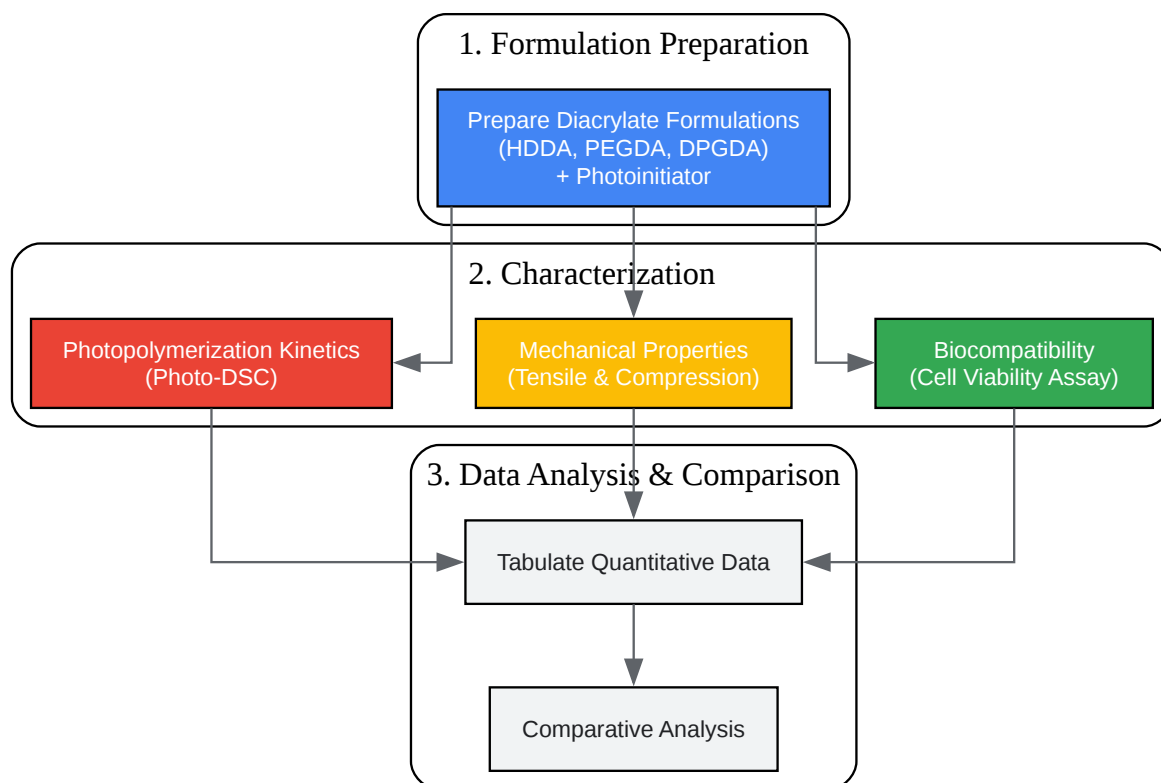 1. Formulation Preparation
Prepare Diacrylate Formulations
(HDDA, PEGDA, DPGDA)
+ Photoinitiator
2. Characterization
Photopolymerization Kinetics
(Photo-DSC)
Mechanical Properties
(Tensile & Compression)
Biocompatibility
(Cell Viability Assay)
3. Data Analysis & Comparison
Tabulate Quantitative Data
Comparative Analysis